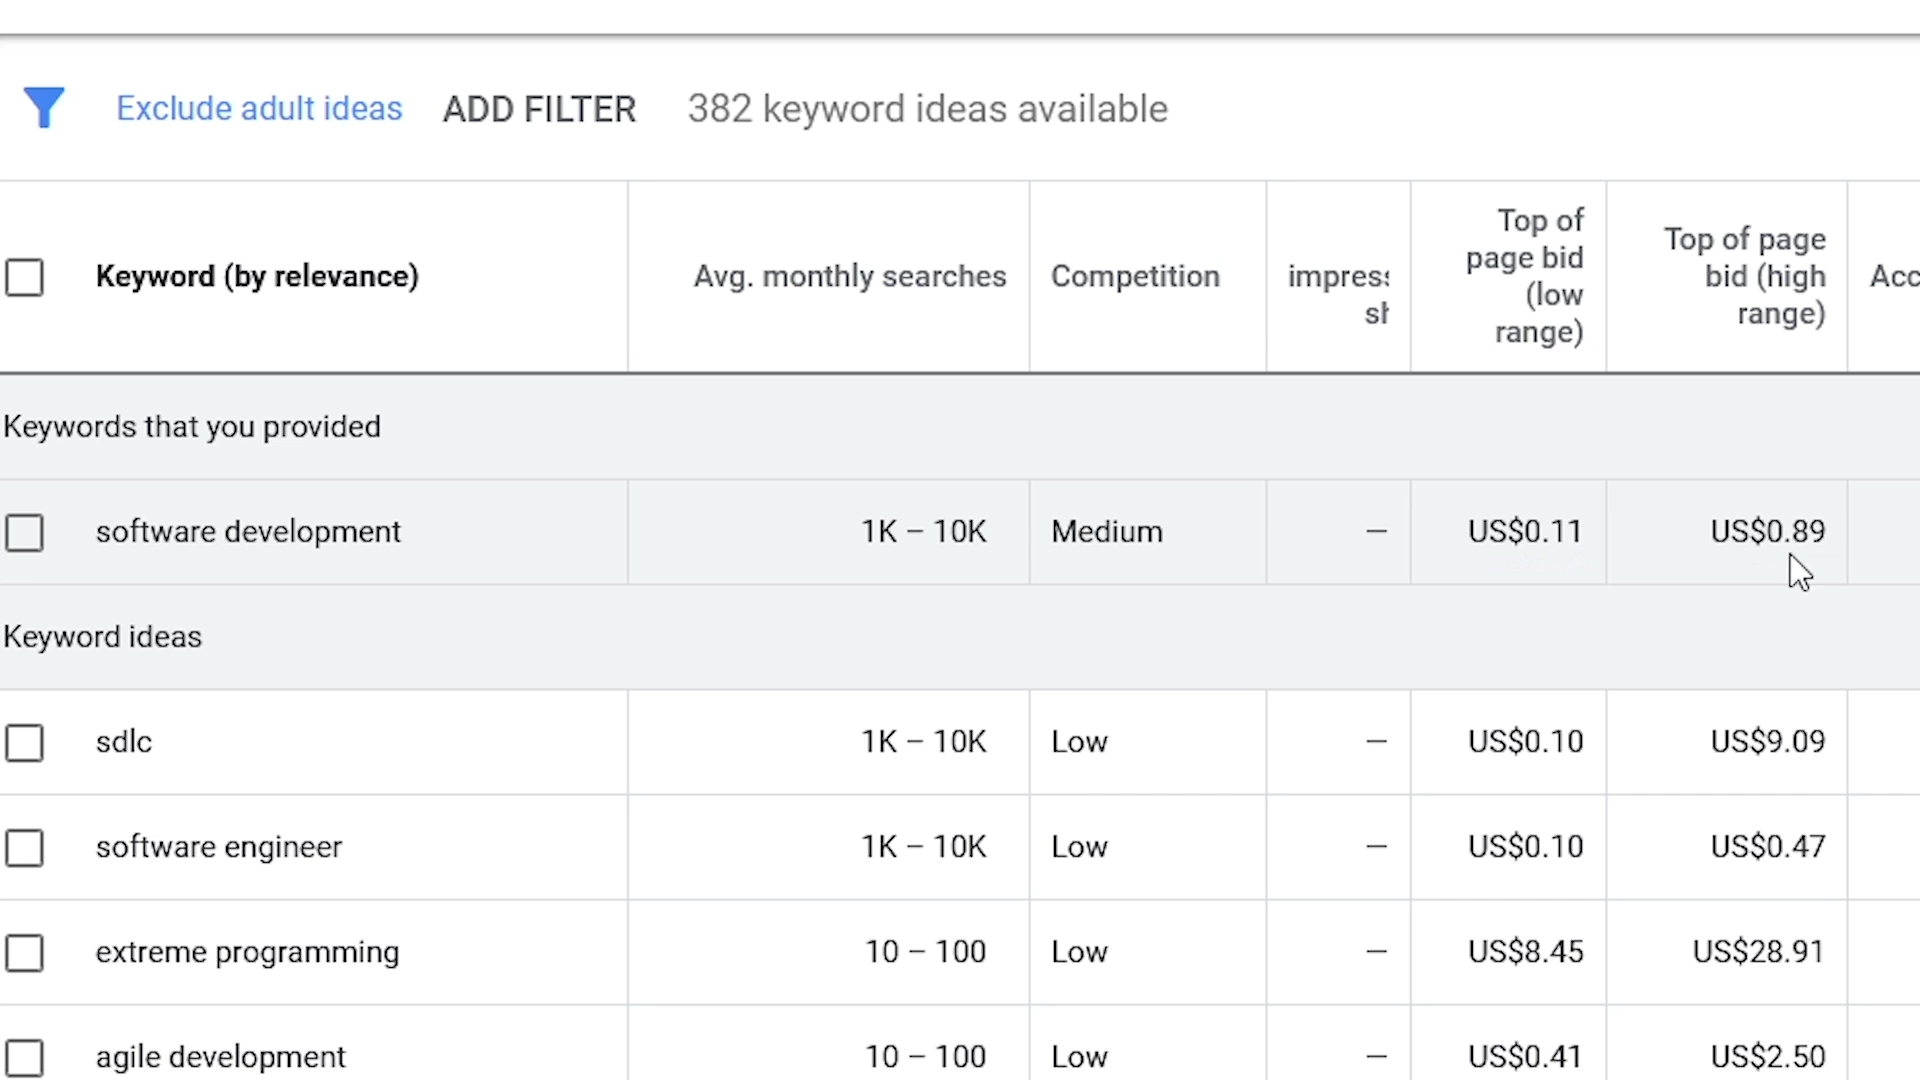 Exclude adult ideas ADD FILTER 382 keyword ideas available
Keyword (by relevance) Avg. monthly searches Competition impress sh Top of page bid (low range) Top of page bid (high range) Acc
Keywords that you provided
software development 1K – 10K Medium — US$0.11 US$0.89
Keyword ideas
sdlc 1K – 10K Low — US$0.10 US$9.09
software engineer 1K – 10K Low — US$0.10 US$0.47
extreme programming 10 – 100 Low — US$8.45 US$28.91
agile development 10 – 100 Low — US$0.41 US$2.50